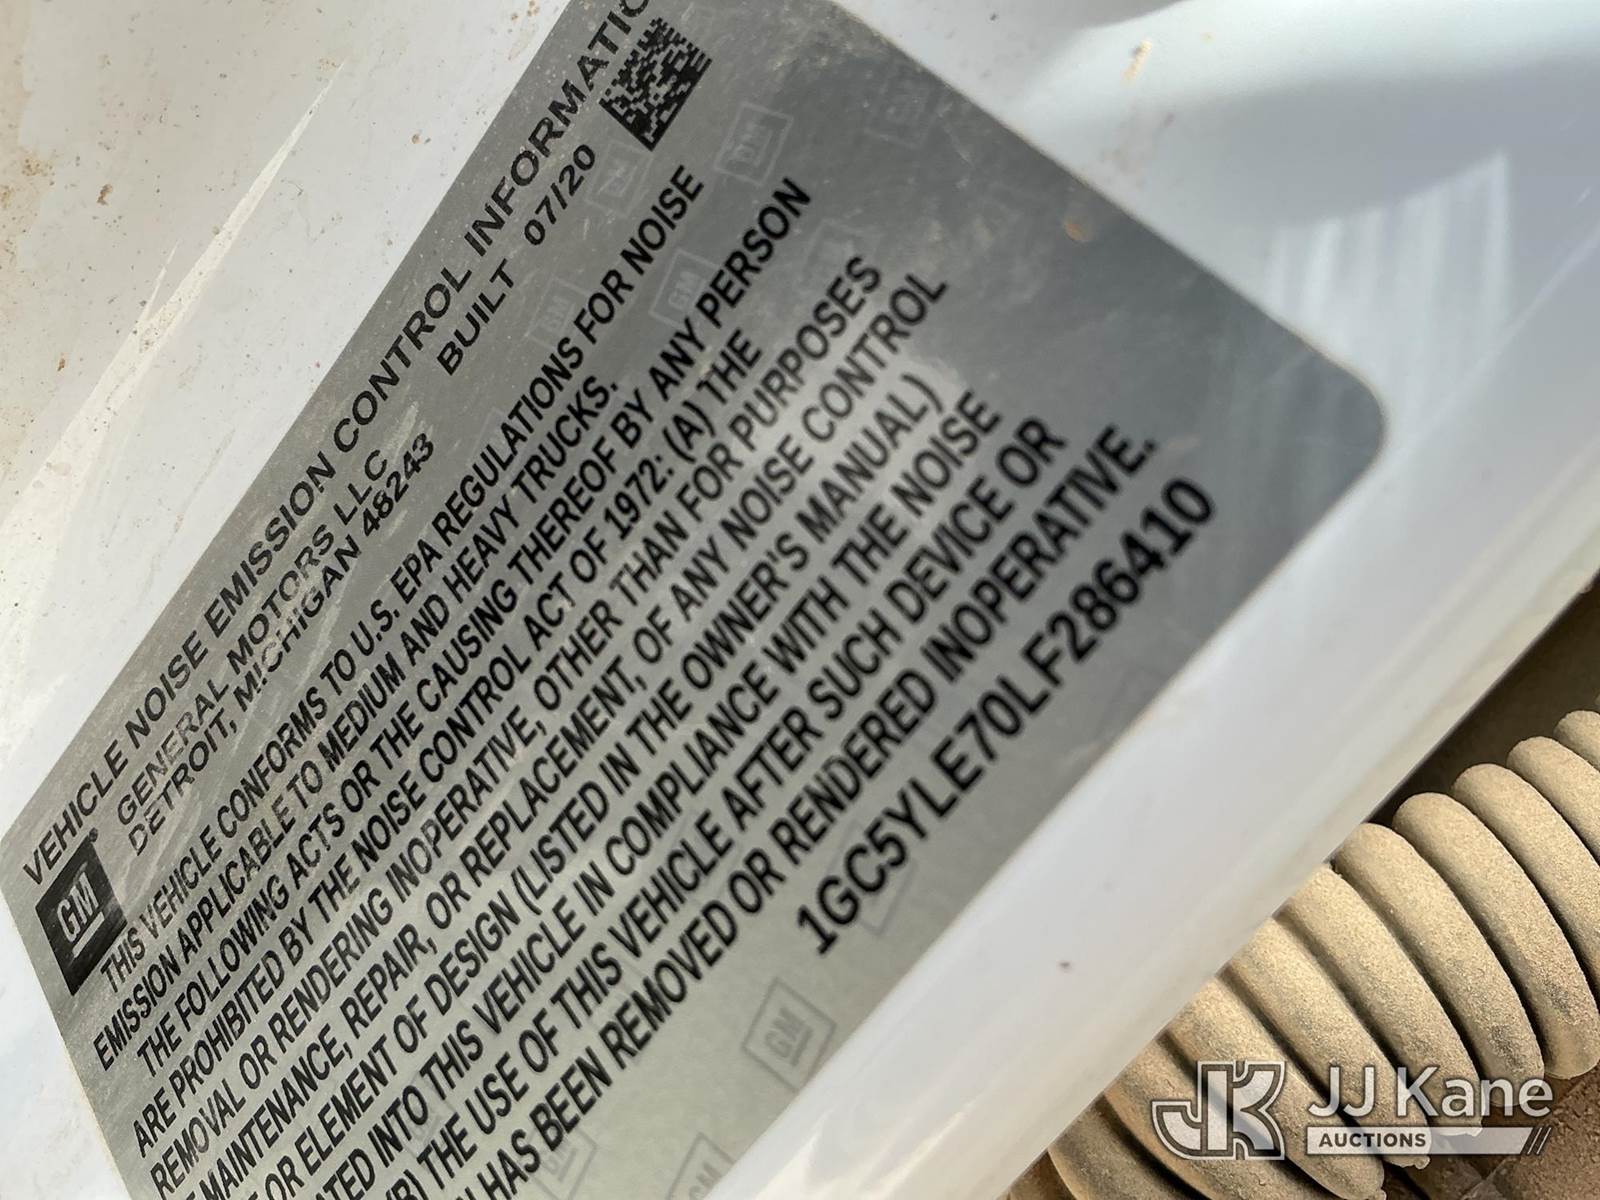 VEHICLE NOISE EMISSION CONTROL INFORMATIO
GM
GENERAL MOTORS LLC
DETROIT, MICHIGAN 48243
BUILT 07/20
THIS VEHICLE CONFORMS TO U.S. EPA REGULATIONS FOR NOISE
EMISSION APPLICABLE TO MEDIUM AND HEAVY TRUCKS.
THE FOLLOWING ACTS OR THE CAUSING THEREOF BY ANY PERSON
ARE PROHIBITED BY THE NOISE CONTROL ACT OF 1972: (A) THE
REMOVAL OR RENDERING INOPERATIVE, OTHER THAN FOR PURPOSES
MAINTENANCE, REPAIR, OR REPLACEMENT, OF ANY NOISE CONTROL
OR ELEMENT OF DESIGN (LISTED IN THE OWNER'S MANUAL)
ATED INTO THIS VEHICLE IN COMPLIANCE WITH THE NOISE
(B) THE USE OF THIS VEHICLE AFTER SUCH DEVICE OR
HAS BEEN REMOVED OR RENDERED INOPERATIVE.
1GC5YLE70LF286410
JK JJ Kane
AUCTIONS